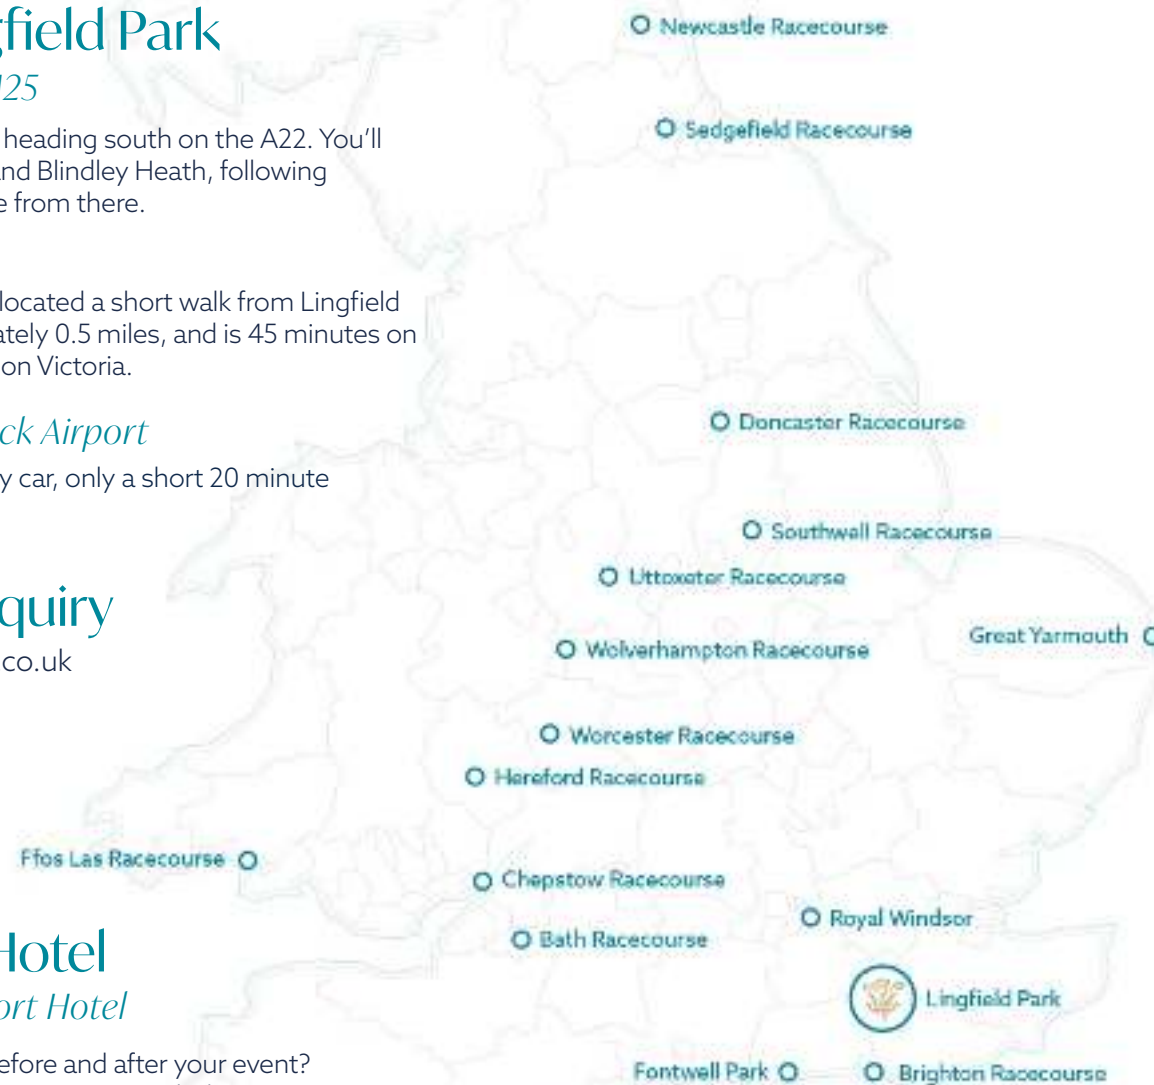 gfield Park
M25
heading south on the A22. You'll
and Blindley Heath, following
e from there.
located a short walk from Lingfield
ately 0.5 miles, and is 45 minutes on
on Victoria.
ck Airport
y car, only a short 20 minute
quiry
co.uk
Hotel
ort Hotel
efore and after your event?
Newcastle Racecourse
Sedgefield Racecourse
Doncaster Racecourse
Southwell Racecourse
Uttoxeter Racecourse
Great Yarmouth
Wolverhampton Racecourse
Worcester Racecourse
Hereford Racecourse
Ffos Las Racecourse
Chepstow Racecourse
Royal Windsor
Bath Racecourse
Lingfield Park
Fontwell Park
Brighton Racecourse